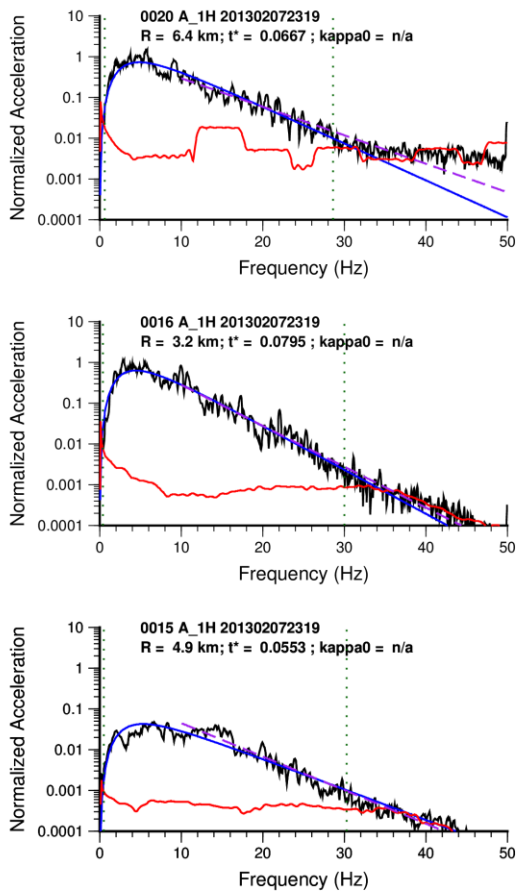 0020 A_1H 201302072319
R = 6.4 km; t* = 0.0667 ; kappa0 = n/a
Normalized Acceleration
10
1
0.1
0.01
0.001
0.0001
0 10 20 30 40 50
Frequency (Hz)
0016 A_1H 201302072319
R = 3.2 km; t* = 0.0795 ; kappa0 = n/a
Normalized Acceleration
10
1
0.1
0.01
0.001
0.0001
0 10 20 30 40 50
Frequency (Hz)
0015 A_1H 201302072319
R = 4.9 km; t* = 0.0553 ; kappa0 = n/a
Normalized Acceleration
10
1
0.1
0.01
0.001
0.0001
0 10 20 30 40 50
Frequency (Hz)